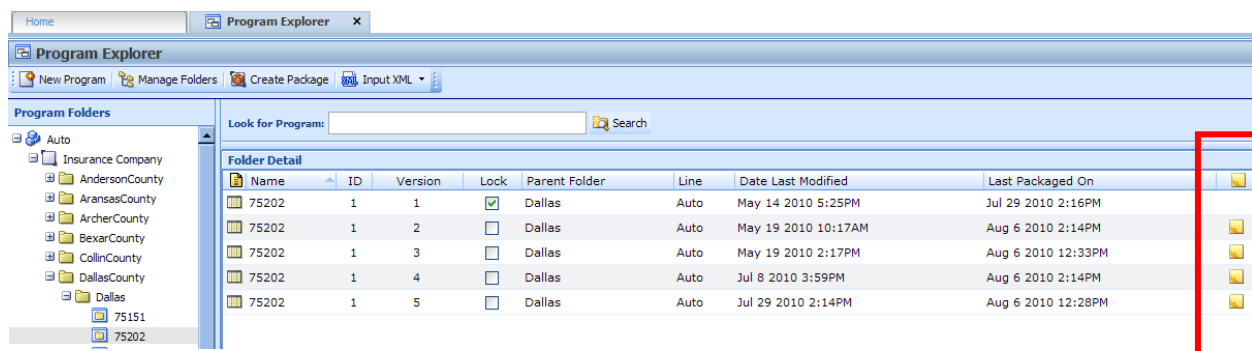 Home Program Explorer x
Program Explorer
New Program Manage Folders Create Package XML Input XML
Program Folders
Auto
Insurance Company
AndersonCounty
AransasCounty
ArcherCounty
BexarCounty
CollinCounty
DallasCounty
Dallas
75151
75202
Look for Program: Search
Folder Detail
Name ID Version Lock Parent Folder Line Date Last Modified Last Packaged On
75202 1 1 Dallas Auto May 14 2010 5:25PM Jul 29 2010 2:16PM
75202 1 2 Dallas Auto May 19 2010 10:17AM Aug 6 2010 2:14PM
75202 1 3 Dallas Auto May 19 2010 2:17PM Aug 6 2010 12:33PM
75202 1 4 Dallas Auto Jul 8 2010 3:59PM Aug 6 2010 2:14PM
75202 1 5 Dallas Auto Jul 29 2010 2:14PM Aug 6 2010 12:28PM